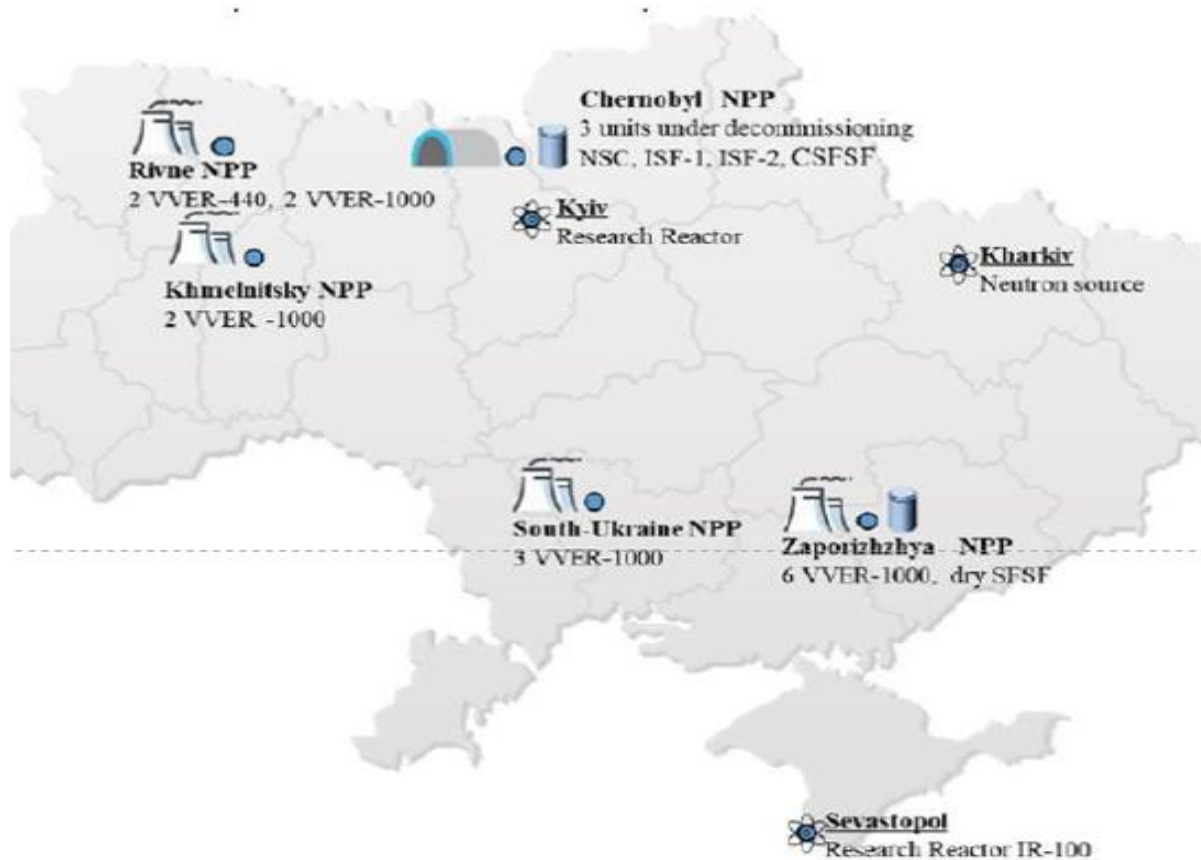 Chernobyl NPP
3 units under decommissioning
NSC, ISF-1, ISF-2, CSFSF
Rivne NPP
2 VVER-440, 2 VVER-1000
Kyiv
Research Reactor
Kharkiv
Neutron source
Khmelnitsky NPP
2 VVER -1000
South-Ukraine NPP
3 VVER-1000
Zaporizhzhya NPP
6 VVER-1000, dry SFSF
Sevastopol
Research Reactor IR-100